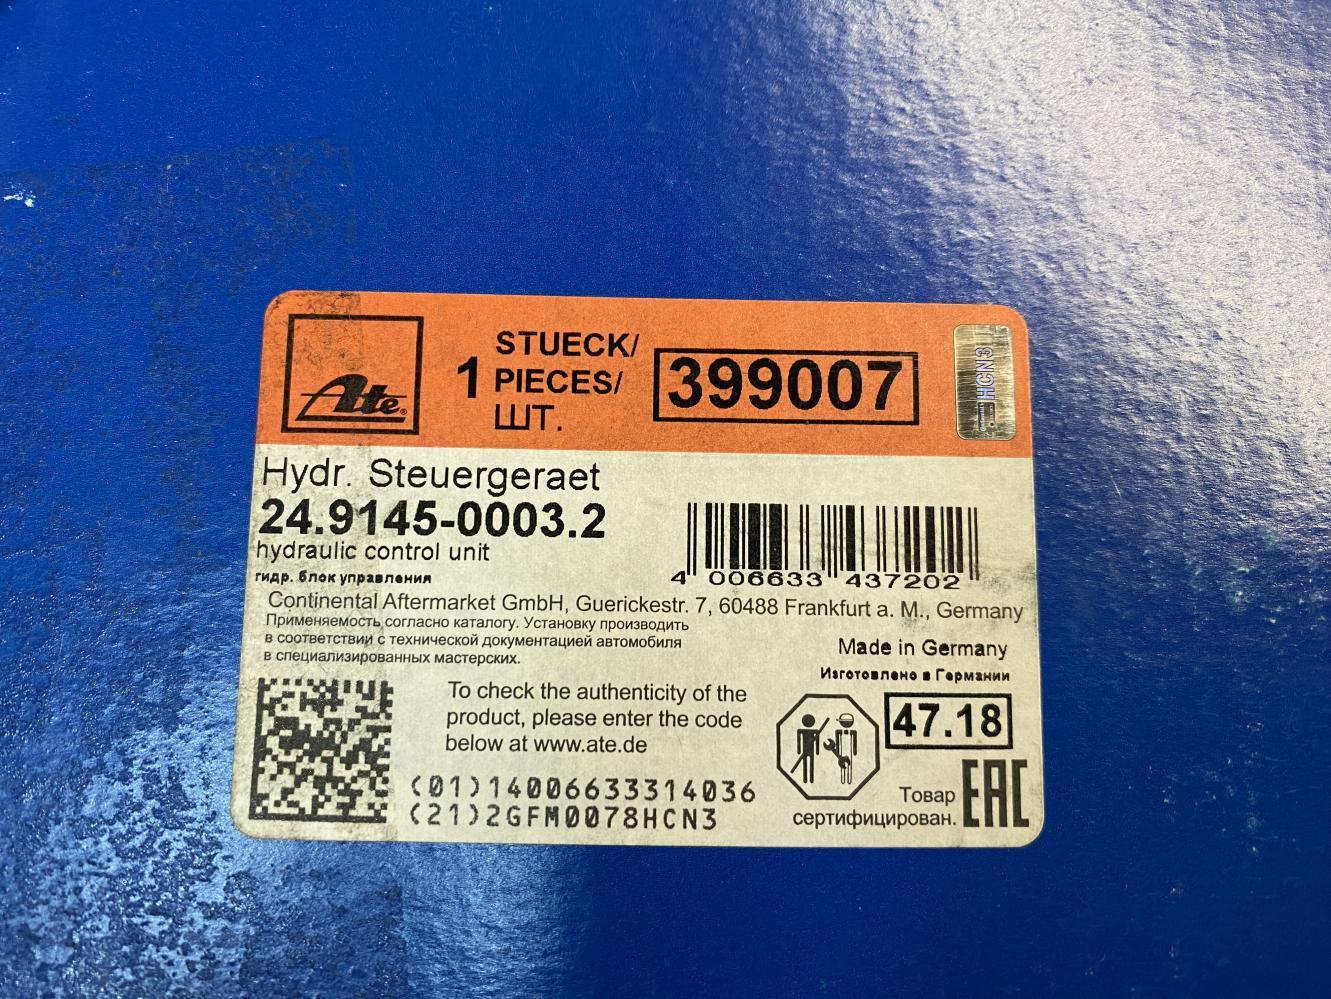 Ate®
1
STUECK/
PIECES/
ШТ.
399007
HCN3
Hydr. Steuergeraet
24.9145-0003.2
hydraulic control unit
гидр. блок управления
4 006633 437202
Continental Aftermarket GmbH, Guerickestr. 7, 60488 Frankfurt a. M., Germany
Применяемость согласно каталогу. Установку производить
в соответствии с технической документацией автомобиля
в специализированных мастерских.
Made in Germany
Изготовлено в Германии
To check the authenticity of the
product, please enter the code
below at www.ate.de
(01)14006633314036
(21)2GFM0078HCN3
47.18
Товар
сертифицирован.
EAC